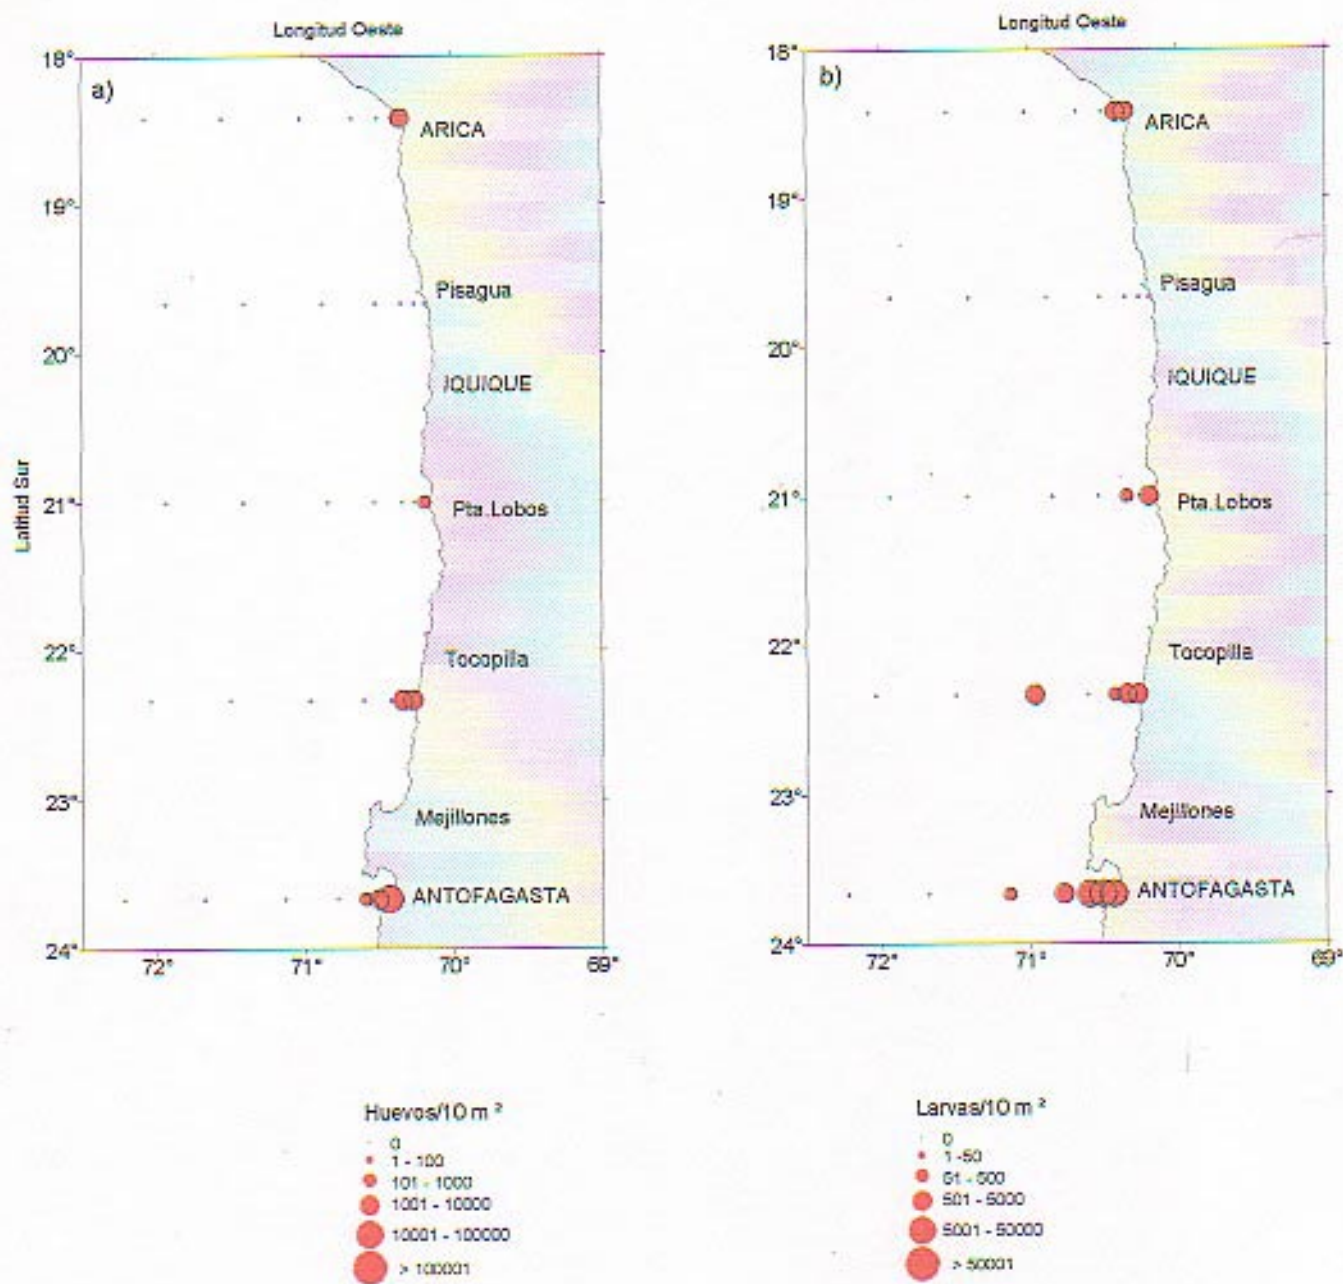 Longitud Oeste
a)
18°
19°
20°
21°
22°
23°
24°
72°
71°
70°
69°
Latitud Sur
ARICA
Pisagua
IQUIQUE
Pta.Lobos
Tocopilla
Mejillones
ANTOFAGASTA
Huevos/10 m ²
0
1 - 100
101 - 1000
1001 - 10000
10001 - 100000
> 100001
Longitud Oeste
b)
18°
19°
20°
21°
22°
23°
24°
72°
71°
70°
69°
ARICA
Pisagua
IQUIQUE
Pta.Lobos
Tocopilla
Mejillones
ANTOFAGASTA
Larvas/10 m ²
0
1 -50
51 - 500
501 - 5000
5001 - 50000
> 50001